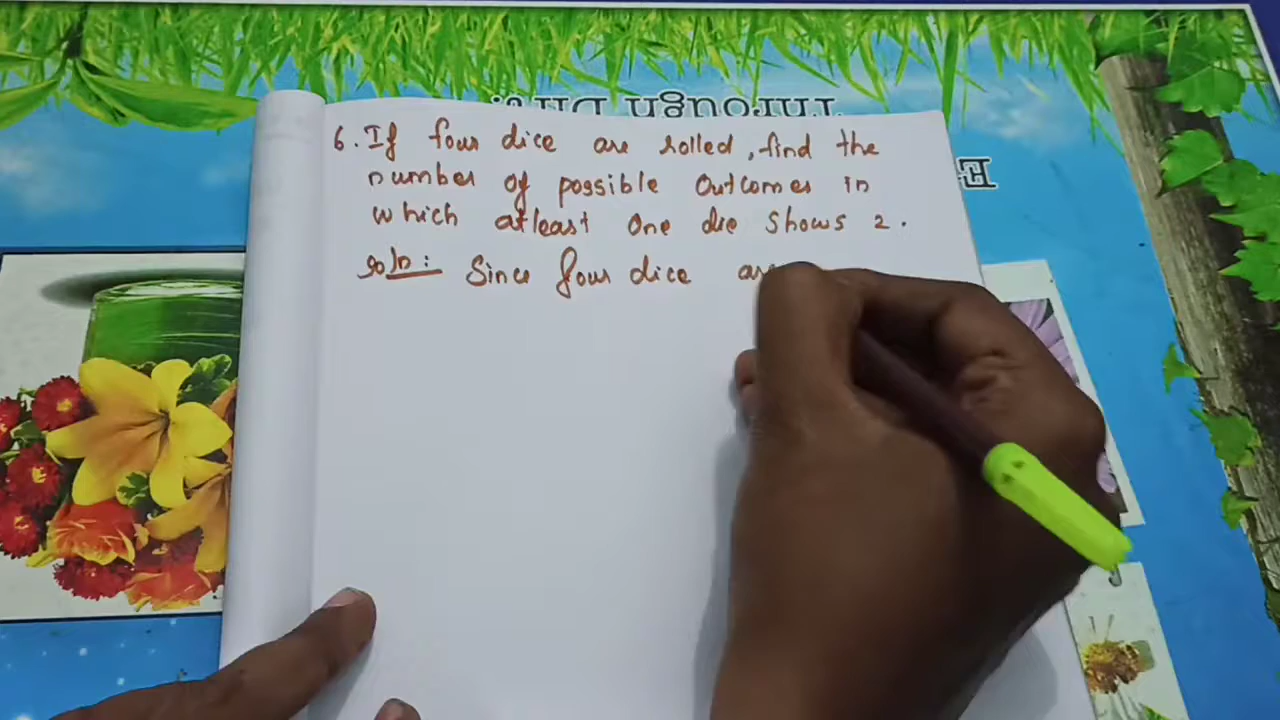 6. If four dice are rolled, find the
number of possible outcomes in
which atleast one die shows 2.
Soln: Since four dice are